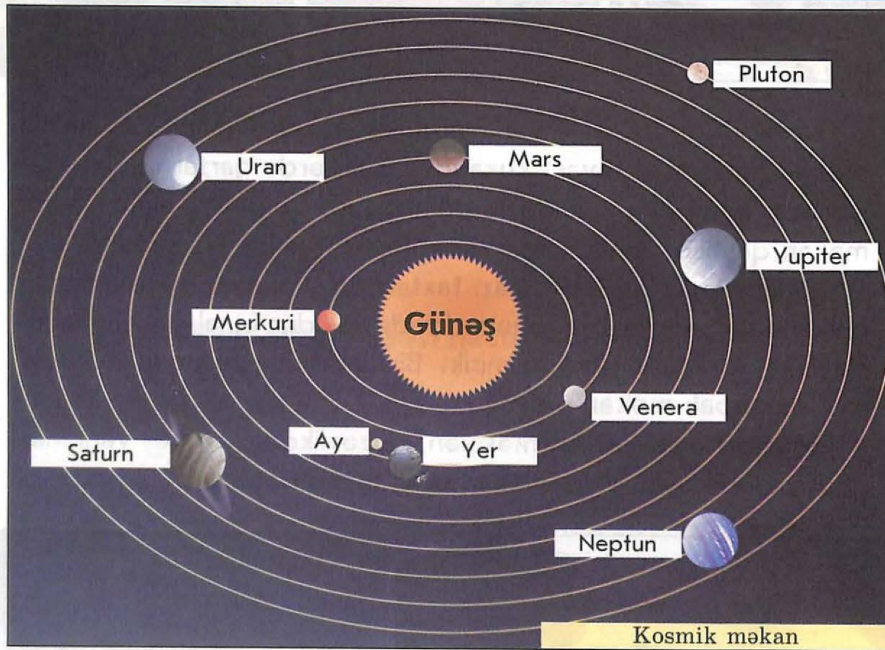 Pluton
Uran
Mars
Yupiter
Merkuri
Günəş
Venera
Ay
Yer
Saturn
Neptun
Kosmik məkan